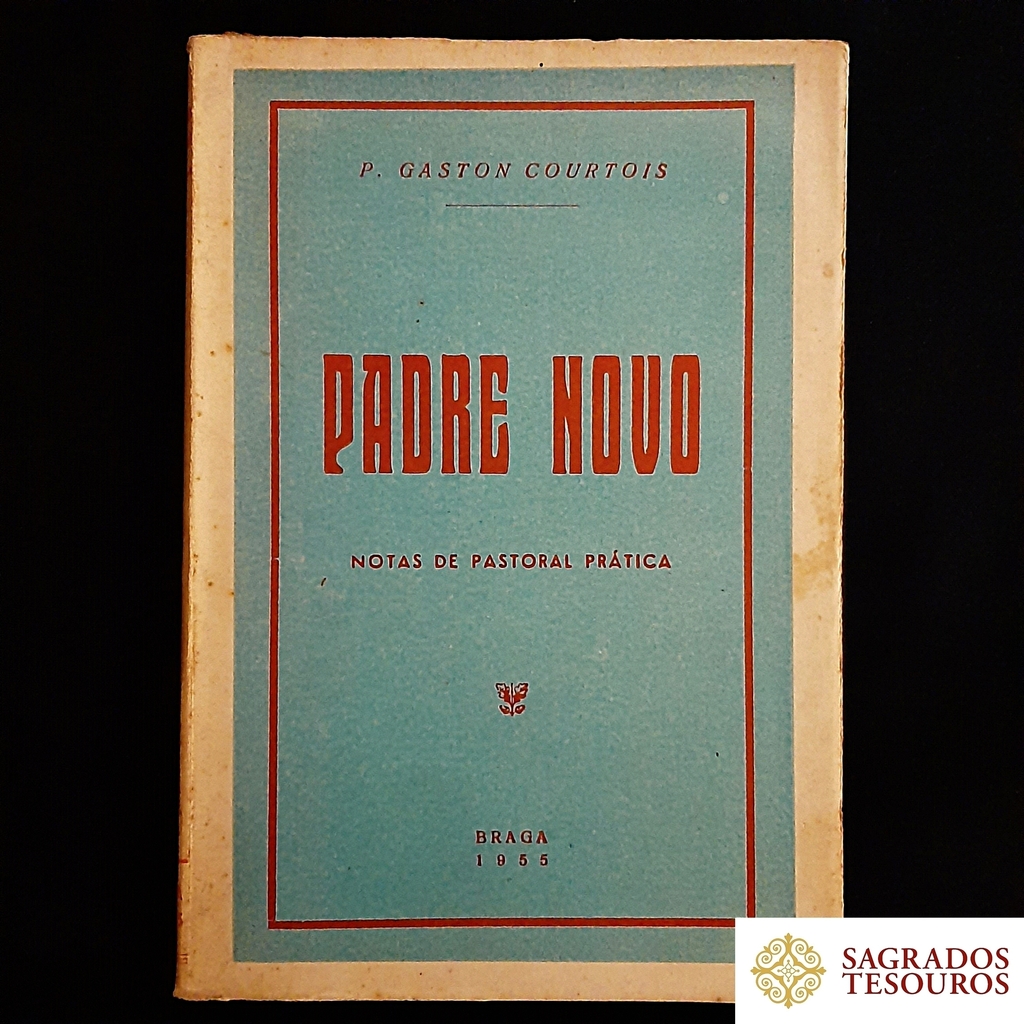 P. GASTON COURTOIS
PADRE NOVO
NOTAS DE PASTORAL PRÁTICA
BRAGA
1955
SAGRADOS
TESOUROS